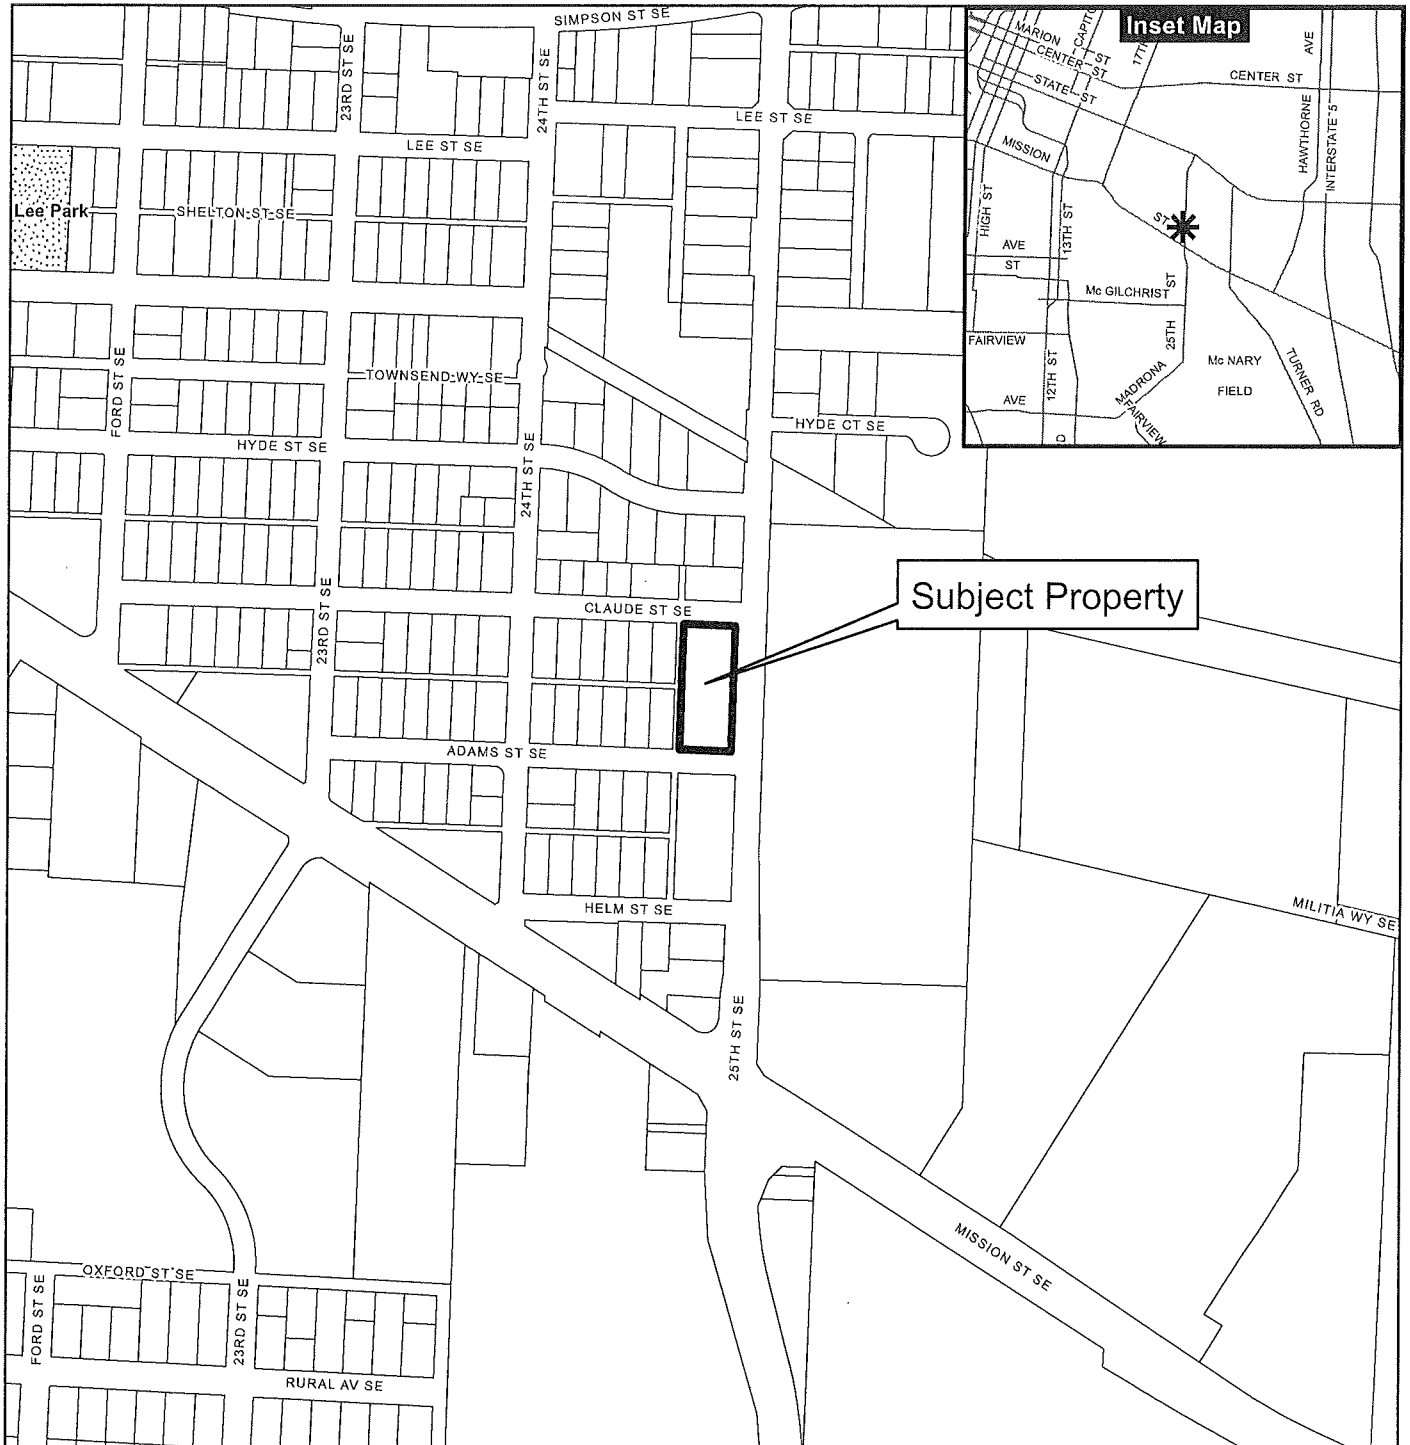 SIMPSON ST SE
23RD ST SE
24TH ST SE
LEE ST SE
LEE ST SE
Lee Park
SHELTON ST SE
FORD ST SE
TOWNSEND WY SE
HYDE ST SE
24TH ST SE
HYDE CT SE
23RD ST SE
CLAUDE ST SE
Subject Property
ADAMS ST SE
HELM ST SE
MILITIA WY SE
25TH ST SE
MISSION ST SE
OXFORD ST SE
FORD ST SE
23RD ST SE
RURAL AV SE
Inset Map
MARION ST
CENTER ST
STATE ST
CAPITO
17TH
CENTER ST
AVE
HAWTHORNE
INTERSTATE 5
MISSION
ST
HIGH ST
13TH ST
AVE
ST
Mc GILCHRIST
ST
25TH
FAIRVIEW
12TH ST
MADRONA
Mc NARY
FIELD
TURNER RD
AVE
FAIRVIEW
D